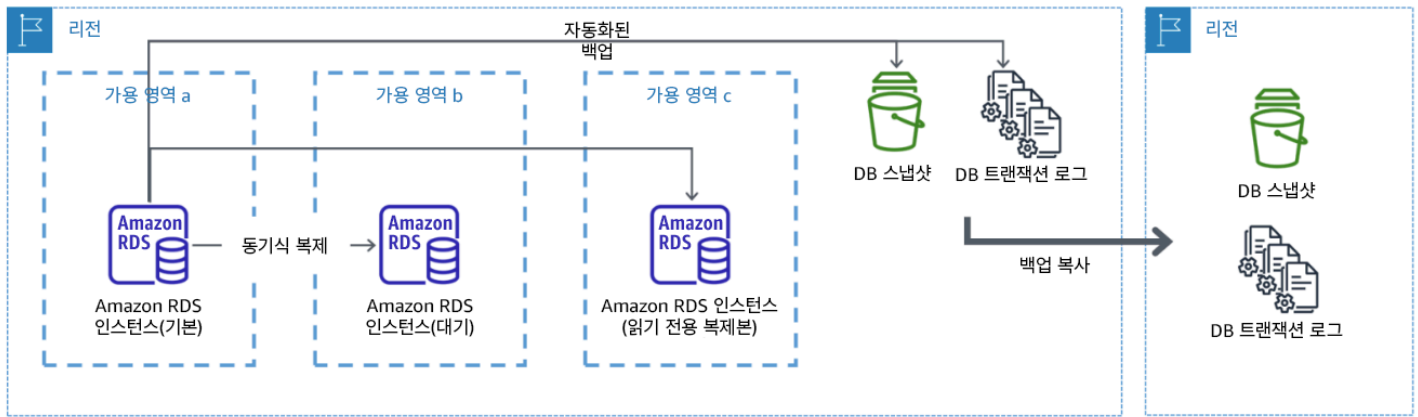 리전
자동화된
백업
가용 영역 a
가용 영역 b
가용 영역 c
DB 스냅샷
DB 트랜잭션 로그
Amazon
RDS
동기식 복제
Amazon
RDS
Amazon
RDS
Amazon RDS
인스턴스(기본)
Amazon RDS
인스턴스(대기)
Amazon RDS 인스턴스
(읽기 전용 복제본)
백업 복사
리전
DB 스냅샷
DB 트랜잭션 로그